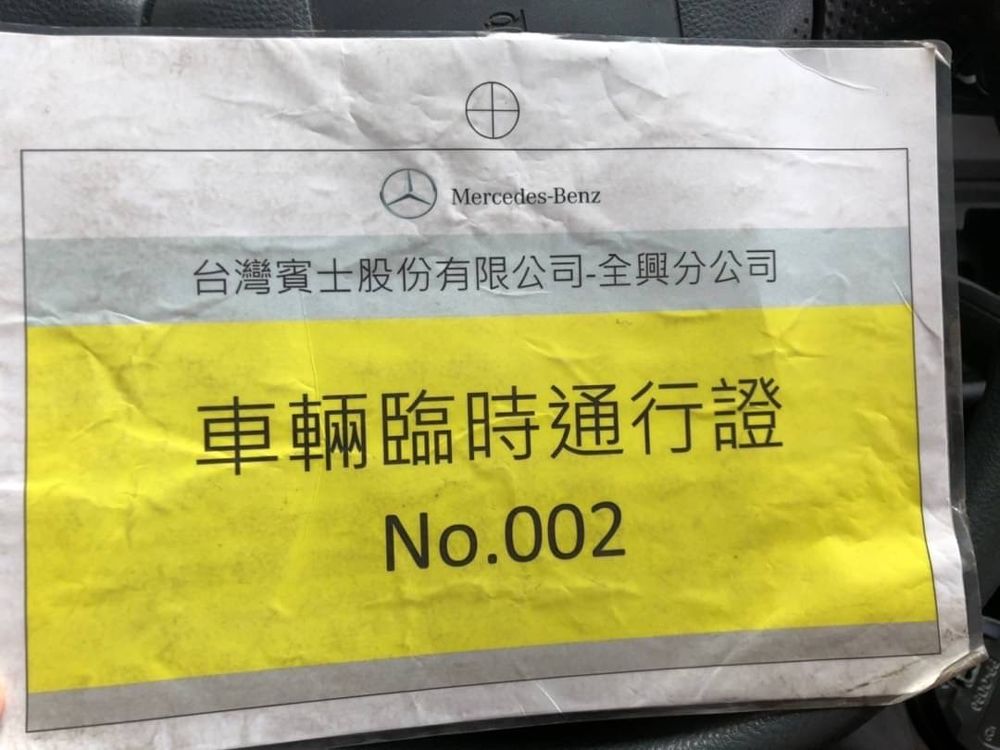 Mercedes-Benz
台灣賓士股份有限公司-全興分公司
車輛臨時通行證
No.002